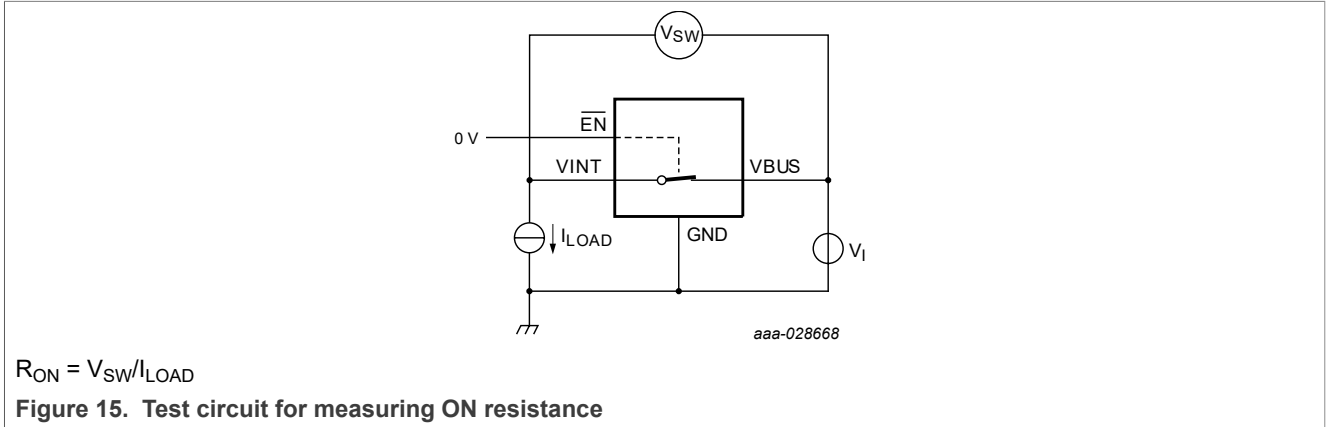 VSW
EN
0 V
VINT
VBUS
ILOAD
GND
VI
aaa-028668
RON = VSW/ILOAD
Figure 15. Test circuit for measuring ON resistance